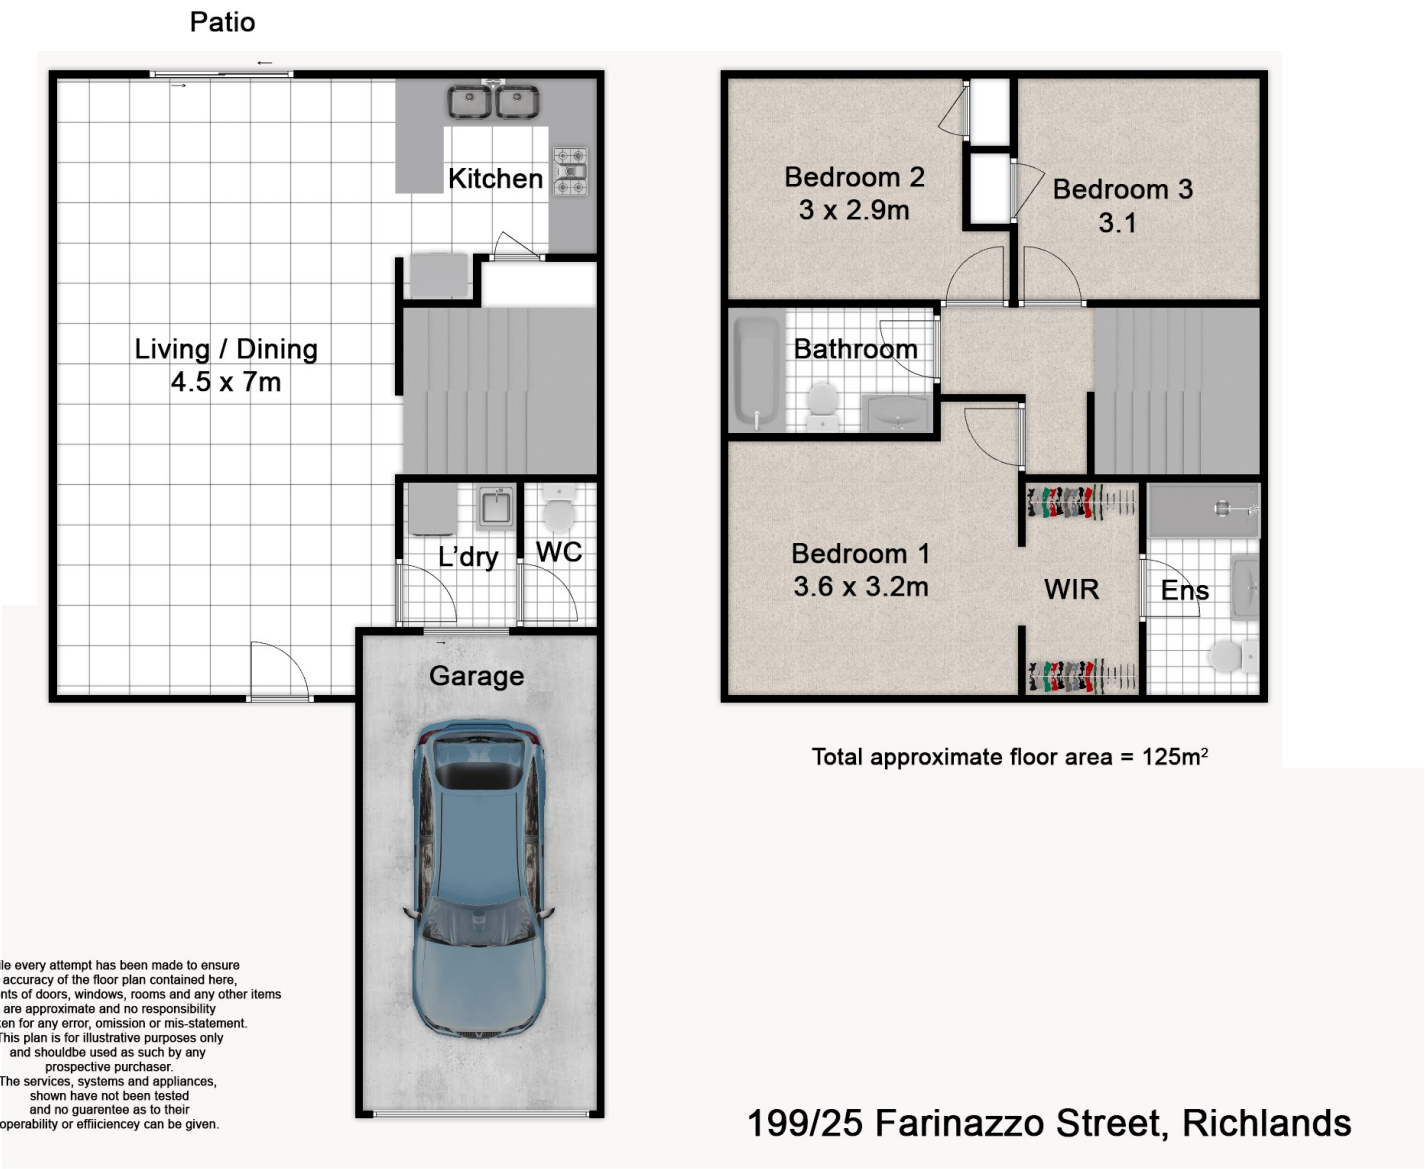 Patio
Kitchen
Living / Dining
4.5 x 7m
L'dry
WC
Garage
Bedroom 2
3 x 2.9m
Bedroom 3
3.1
Bathroom
Bedroom 1
3.6 x 3.2m
WIR
Ens
Total approximate floor area = 125m²
every attempt has been made to ensure
accuracy of the floor plan contained here,
of doors, windows, rooms and any other items
are approximate and no responsibility
for any error, omission or mis-statement.
This plan is for illustrative purposes only
and shouldbe used as such by any
prospective purchaser.
The services, systems and appliances,
shown have not been tested
and no guarentee as to their
operability or effiiciencey can be given.
199/25 Farinazzo Street, Richlands